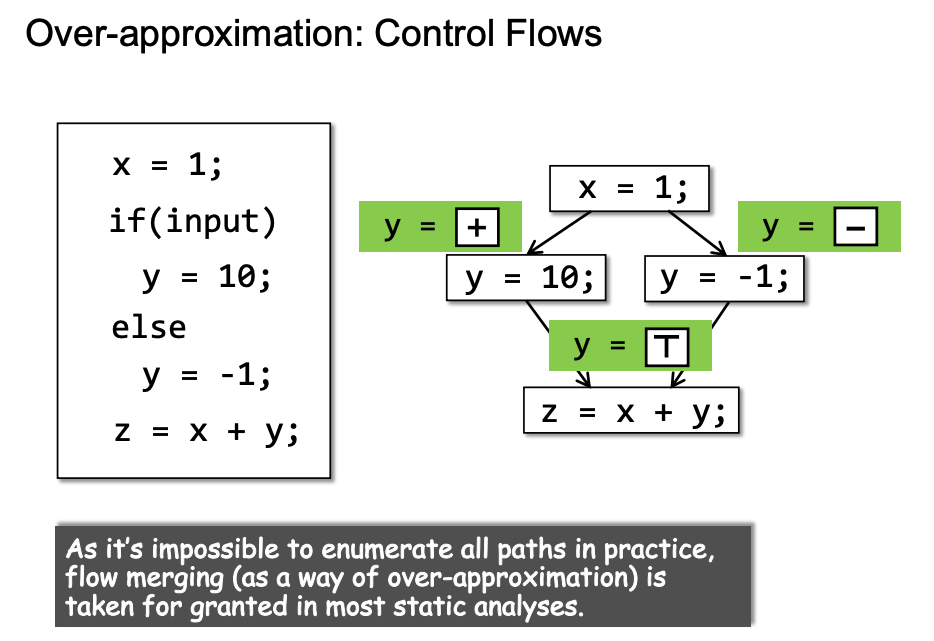 Over-approximation: Control Flows
x = 1;
if(input)
y = 10;
else
y = -1;
z = x + y;
x = 1;
y = +
y = −
y = 10;
y = -1;
y = ⊤
z = x + y;
As it's impossible to enumerate all paths in practice,
flow merging (as a way of over-approximation) is
taken for granted in most static analyses.